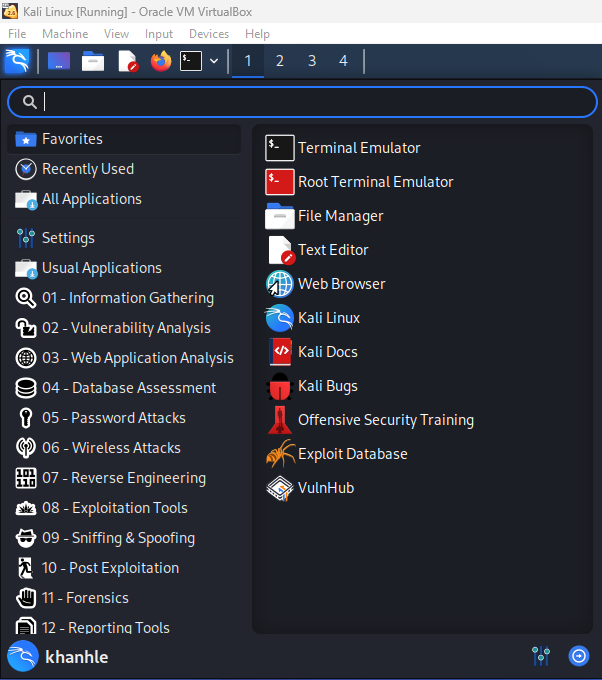 Kali Linux [Running] - Oracle VM VirtualBox
File Machine View Input Devices Help
1 2 3 4
Favorites
Recently Used
All Applications
Settings
Usual Applications
01 - Information Gathering
02 - Vulnerability Analysis
03 - Web Application Analysis
04 - Database Assessment
05 - Password Attacks
06 - Wireless Attacks
07 - Reverse Engineering
08 - Exploitation Tools
09 - Sniffing & Spoofing
10 - Post Exploitation
11 - Forensics
12 - Reporting Tools
Terminal Emulator
Root Terminal Emulator
File Manager
Text Editor
Web Browser
Kali Linux
Kali Docs
Kali Bugs
Offensive Security Training
Exploit Database
VulnHub
khanhle